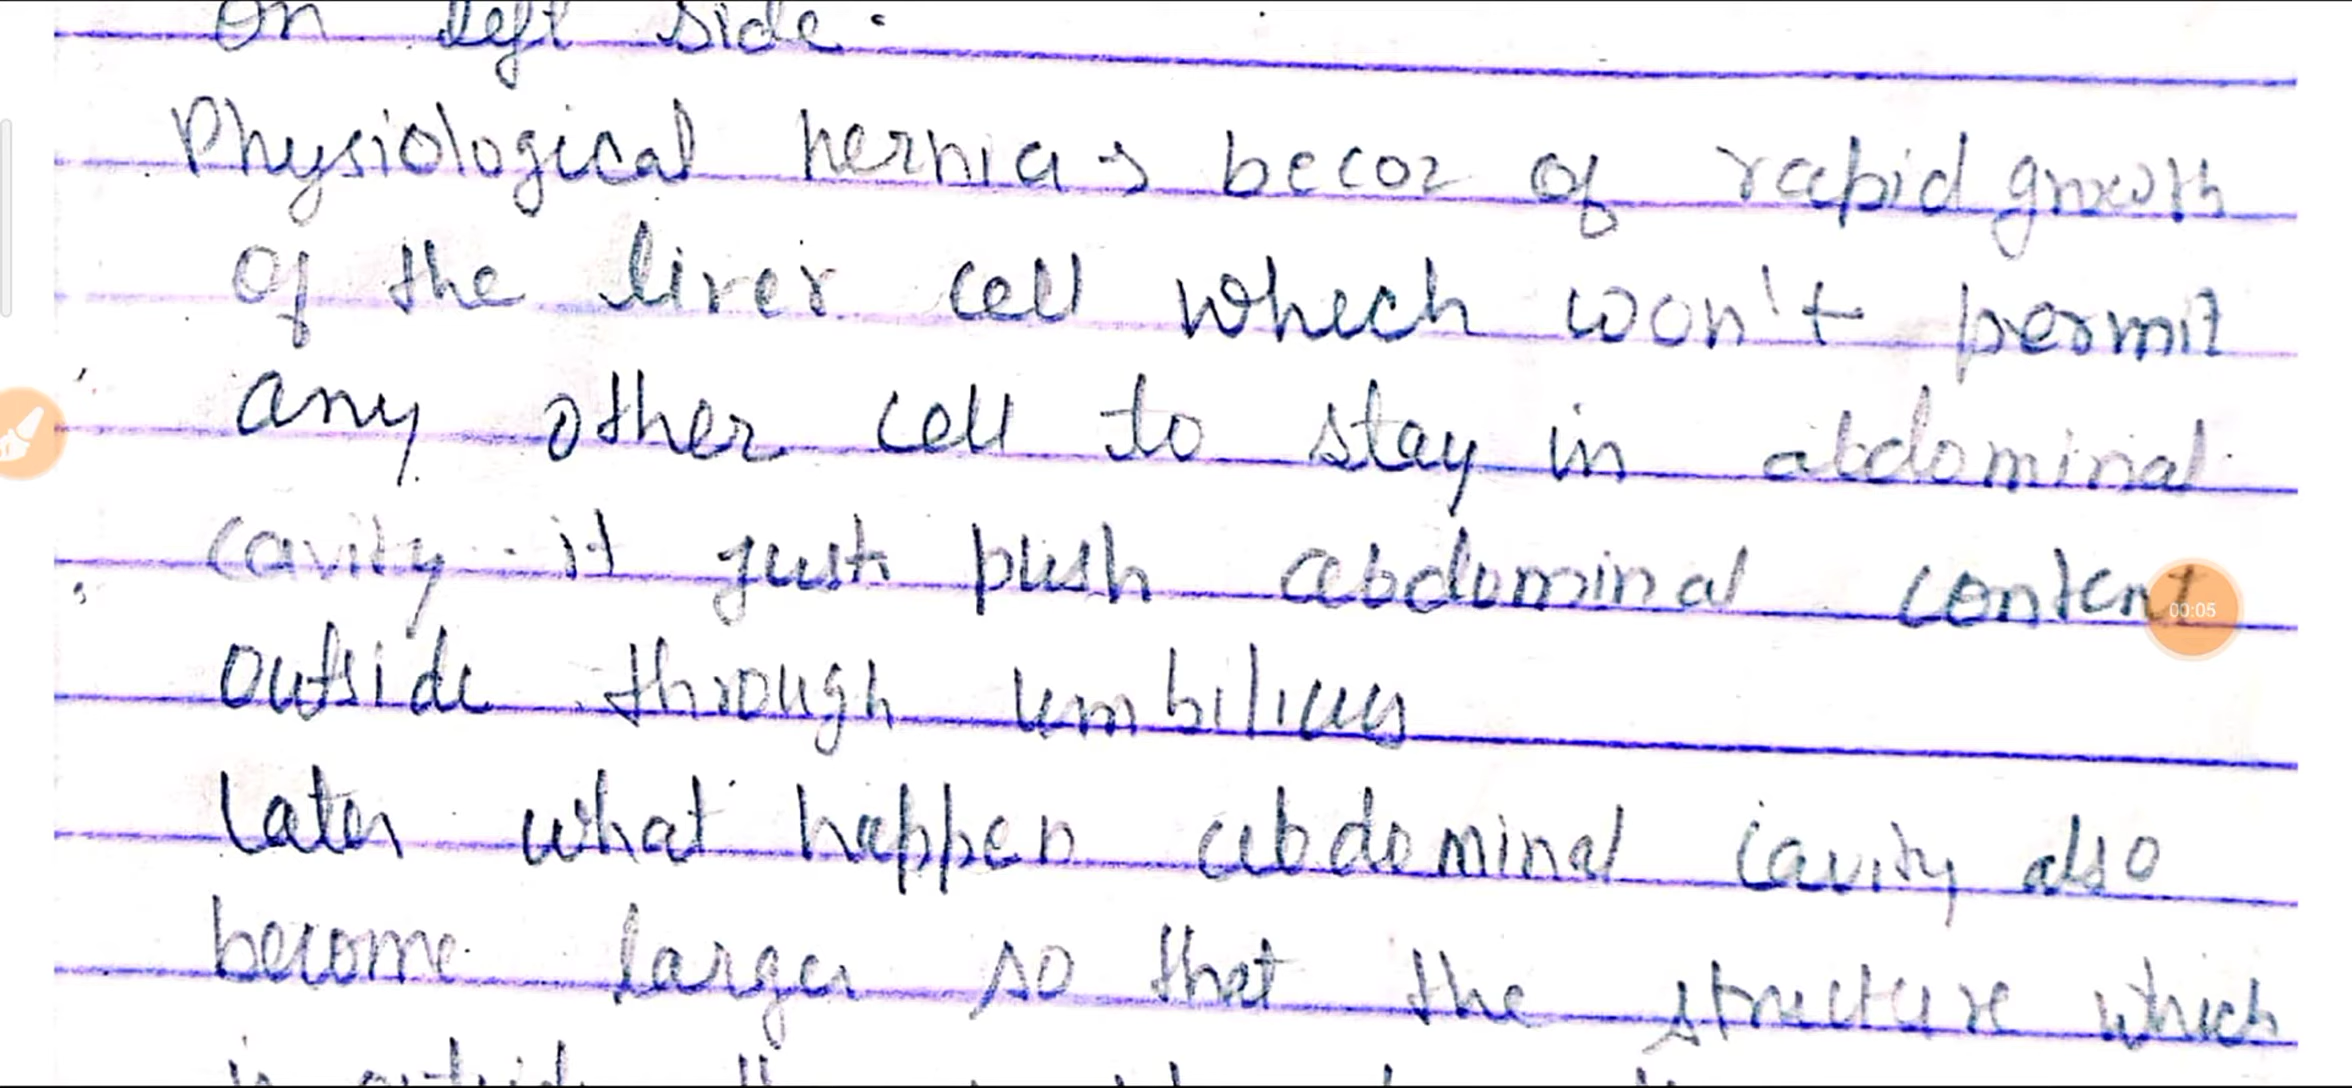 On left side.
Physiological hernia → becoz of rapid growth
of the liver cell which won't permit
any other cell to stay in abdominal
cavity. it just push abdominal content
00:05
outside through umbilicus
later what happen abdominal cavity also
become larger so that the structure which